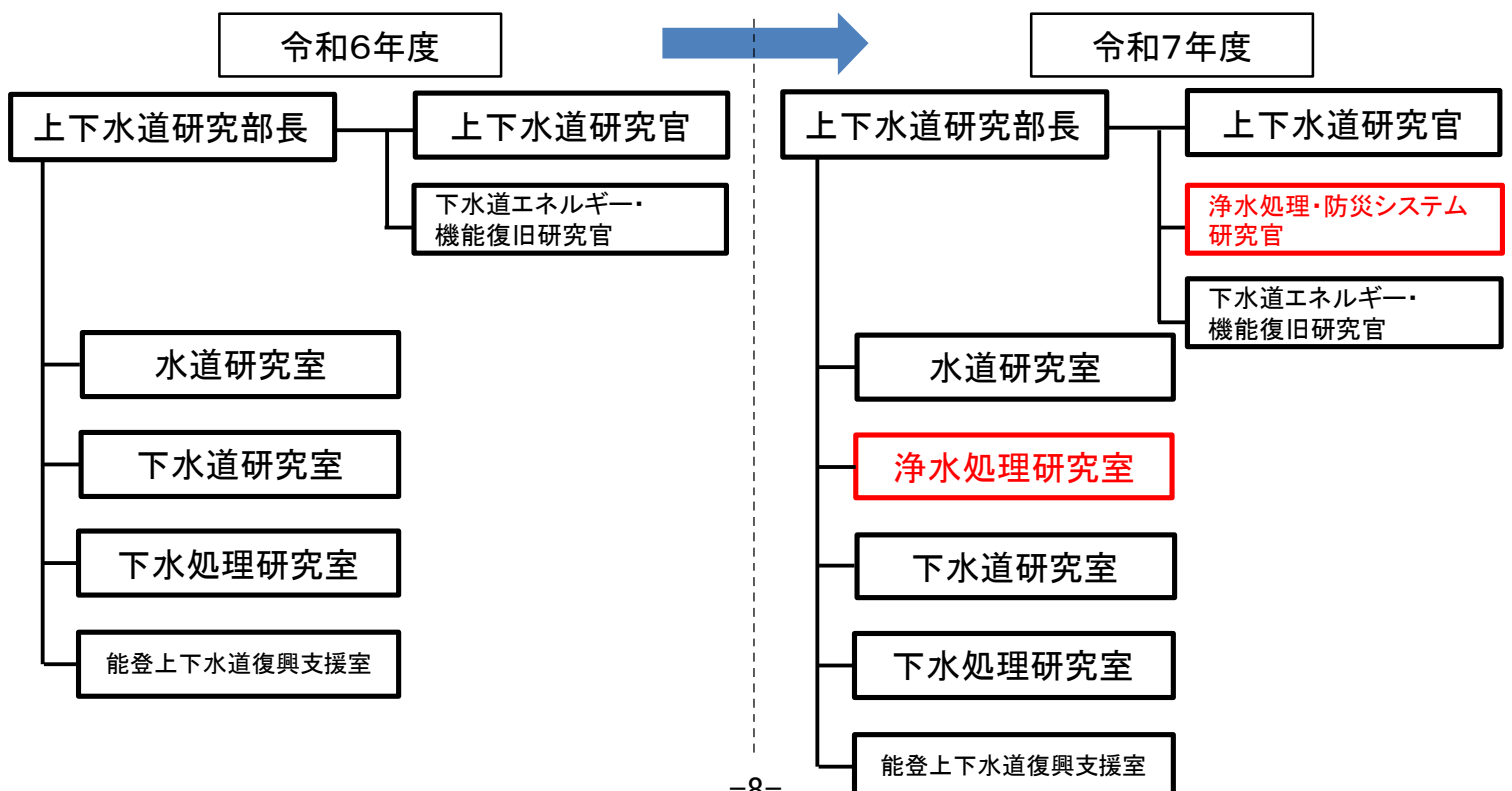 令和6年度
上下水道研究部長
上下水道研究官
下水道エネルギー・
機能復旧研究官
水道研究室
下水道研究室
下水処理研究室
能登上下水道復興支援室
令和7年度
上下水道研究部長
上下水道研究官
浄水処理・防災システム
研究官
下水道エネルギー・
機能復旧研究官
水道研究室
浄水処理研究室
下水道研究室
下水処理研究室
能登上下水道復興支援室
−8−